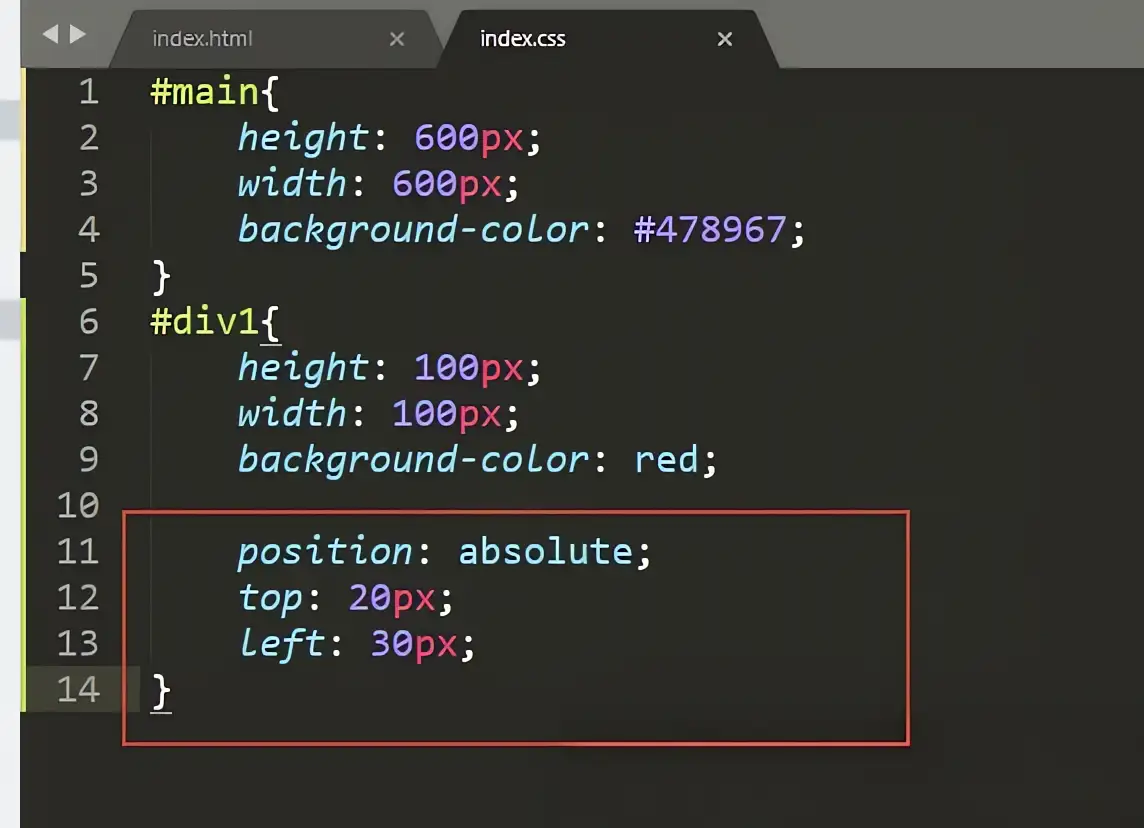 index.html × index.css ×
1 #main{
2 height: 600px;
3 width: 600px;
4 background-color: #478967;
5 }
6 #div1{
7 height: 100px;
8 width: 100px;
9 background-color: red;
10
11 position: absolute;
12 top: 20px;
13 left: 30px;
14 }